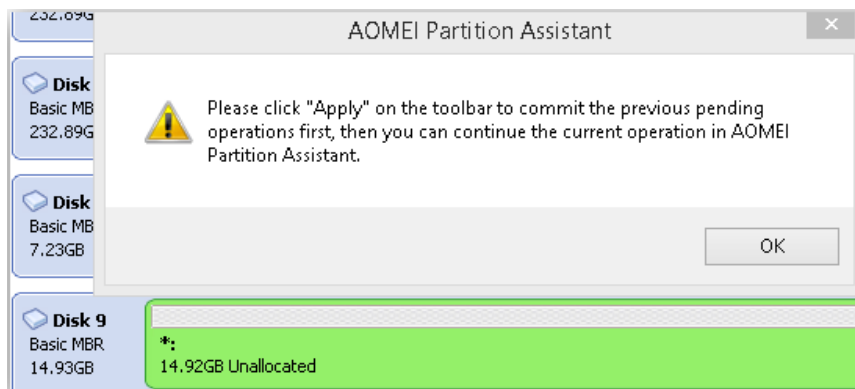 232.89G
AOMEI Partition Assistant
Disk
Basic MB
232.89G
Please click "Apply" on the toolbar to commit the previous pending
operations first, then you can continue the current operation in AOMEI
Partition Assistant.
Disk
Basic MB
7.23GB
OK
Disk 9
Basic MBR
14.93GB
*:
14.92GB Unallocated